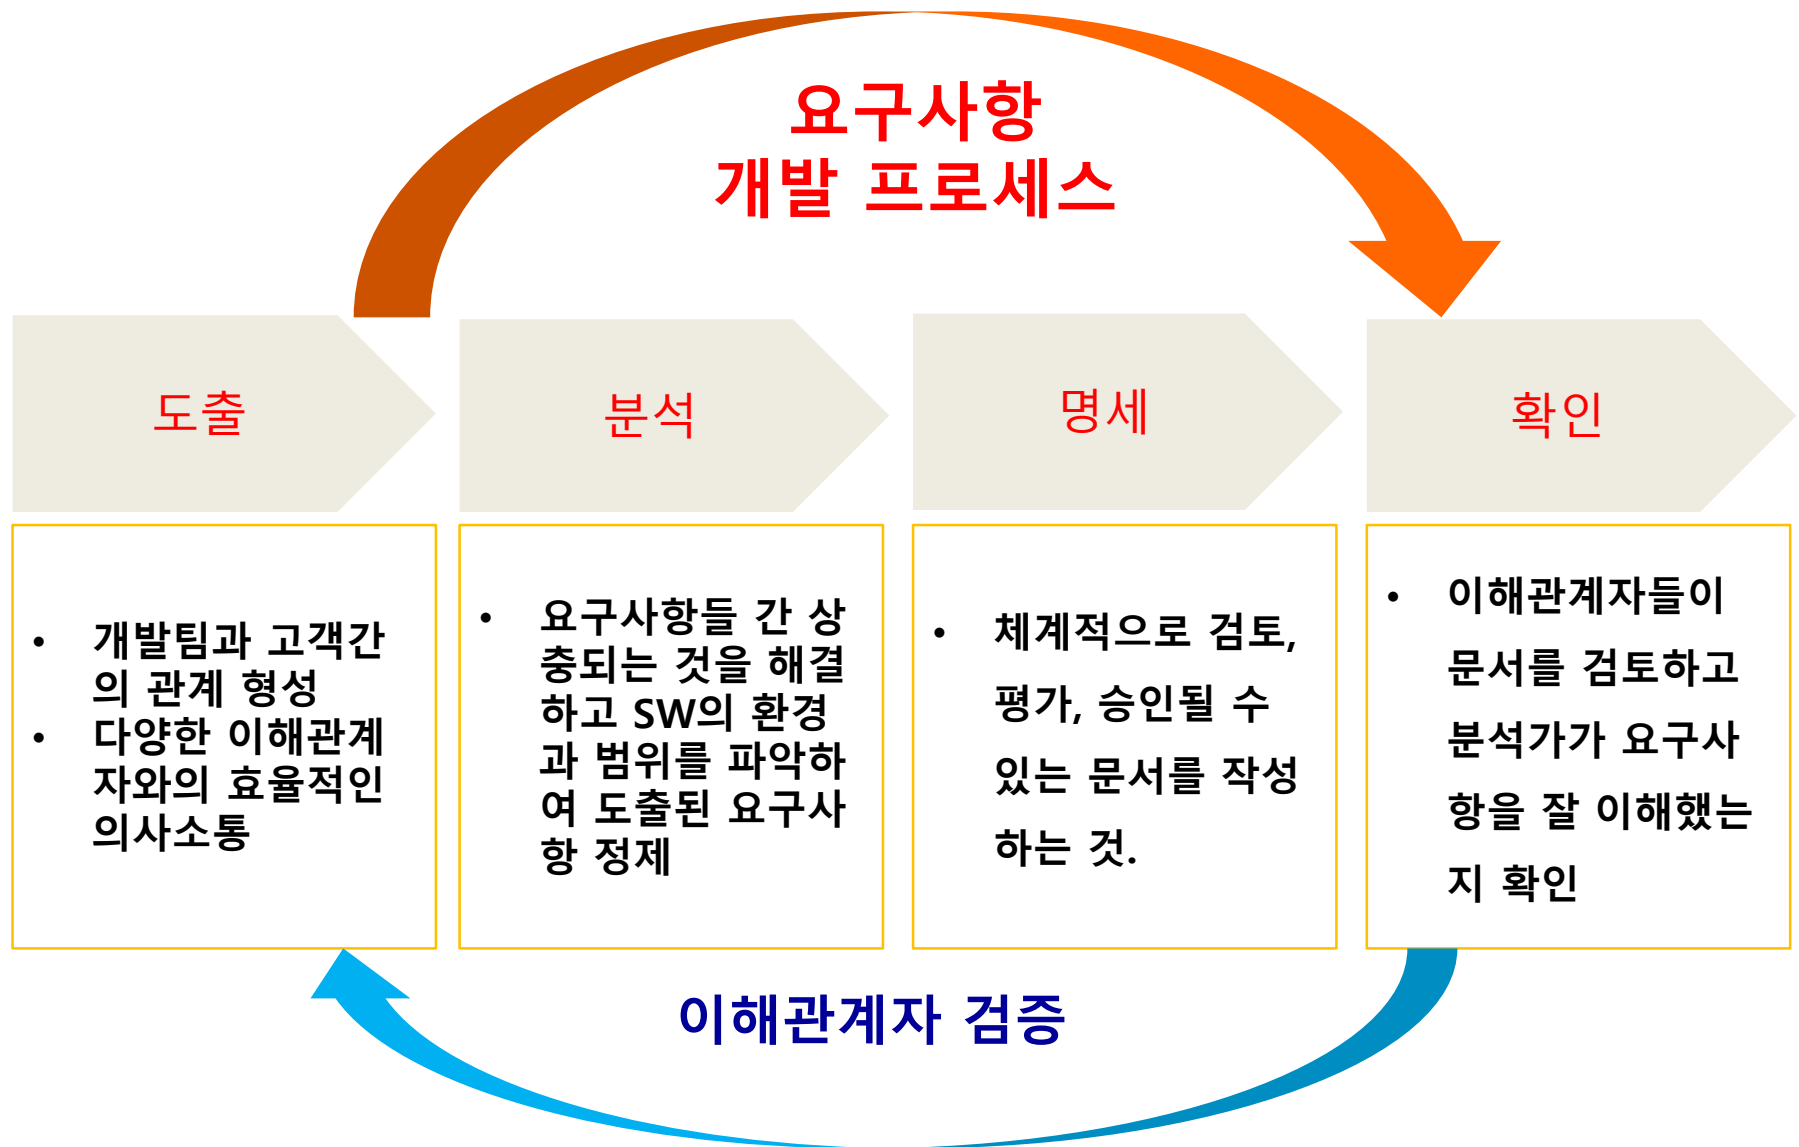 요구사항
개발 프로세스
도출
분석
명세
확인
• 개발팀과 고객간
의 관계 형성
• 다양한 이해관계
자와의 효율적인
의사소통
• 요구사항들 간 상
충되는 것을 해결
하고 SW의 환경
과 범위를 파악하
여 도출된 요구사
항 정제
• 체계적으로 검토,
평가, 승인될 수
있는 문서를 작성
하는 것.
• 이해관계자들이
문서를 검토하고
분석가가 요구사
항을 잘 이해했는
지 확인
이해관계자 검증